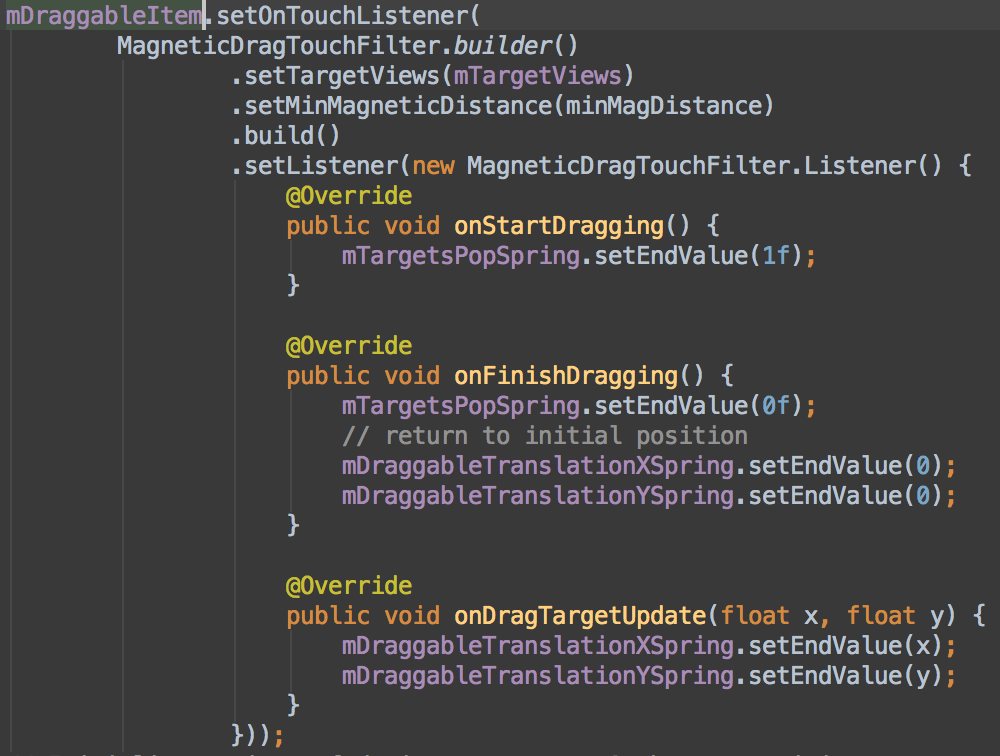 mDraggableItem.setOnTouchListener(
        MagneticDragTouchFilter.builder()
                .setTargetViews(mTargetViews)
                .setMinMagneticDistance(minMagDistance)
                .build()
                .setListener(new MagneticDragTouchFilter.Listener() {
                    @Override
                    public void onStartDragging() {
                        mTargetsPopSpring.setEndValue(1f);
                    }

                    @Override
                    public void onFinishDragging() {
                        mTargetsPopSpring.setEndValue(0f);
                        // return to initial position
                        mDraggableTranslationXSpring.setEndValue(0);
                        mDraggableTranslationYSpring.setEndValue(0);
                    }

                    @Override
                    public void onDragTargetUpdate(float x, float y) {
                        mDraggableTranslationXSpring.setEndValue(x);
                        mDraggableTranslationYSpring.setEndValue(y);
                    }
                }));